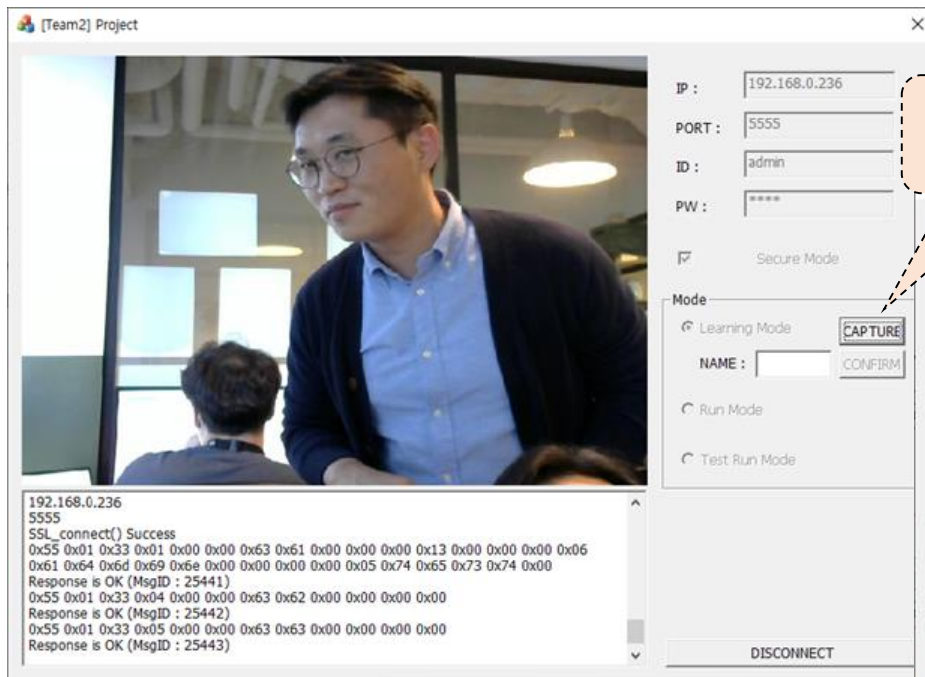 [Team2] Project
IP :
192.168.0.236
PORT :
5555
ID :
admin
PW :
****
Secure Mode
Mode
Learning Mode
CAPTURE
NAME :
CONFIRM
Run Mode
Test Run Mode
192.168.0.236
5555
SSL_connect() Success
0x55 0x01 0x33 0x01 0x00 0x00 0x63 0x61 0x00 0x00 0x00 0x13 0x00 0x00 0x00 0x06
0x61 0x64 0x6d 0x69 0x6e 0x00 0x00 0x00 0x00 0x05 0x74 0x65 0x73 0x74 0x00
Response is OK (MsgID : 25441)
0x55 0x01 0x33 0x04 0x00 0x00 0x63 0x62 0x00 0x00 0x00 0x00
Response is OK (MsgID : 25442)
0x55 0x01 0x33 0x05 0x00 0x00 0x63 0x63 0x00 0x00 0x00 0x00
Response is OK (MsgID : 25443)
DISCONNECT